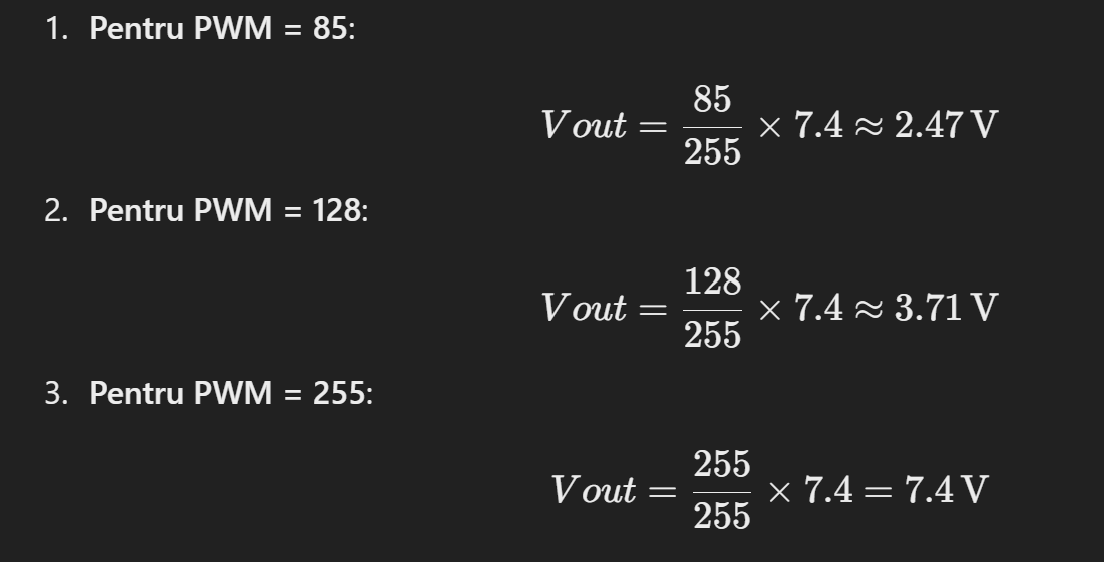 1. Pentru PWM = 85:
Vout = 85/255 × 7.4 ≈ 2.47 V
2. Pentru PWM = 128:
Vout = 128/255 × 7.4 ≈ 3.71 V
3. Pentru PWM = 255:
Vout = 255/255 × 7.4 = 7.4 V